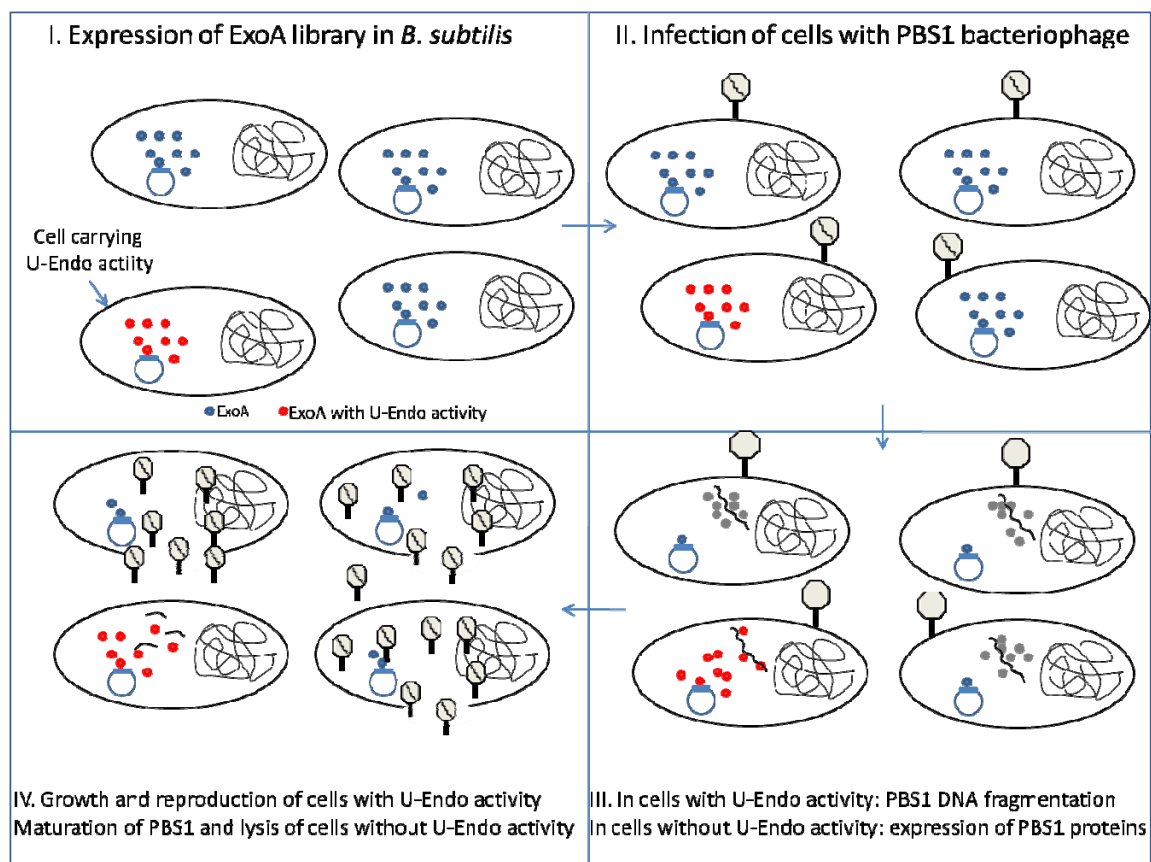 I. Expression of ExoA library in B. subtilis
II. Infection of cells with PBS1 bacteriophage
Cell carrying
U-Endo actiity
ExoA
ExoA with U-Endo activity
IV. Growth and reproduction of cells with U-Endo activity
Maturation of PBS1 and lysis of cells without U-Endo activity
III. In cells with U-Endo activity: PBS1 DNA fragmentation
In cells without U-Endo activity: expression of PBS1 proteins